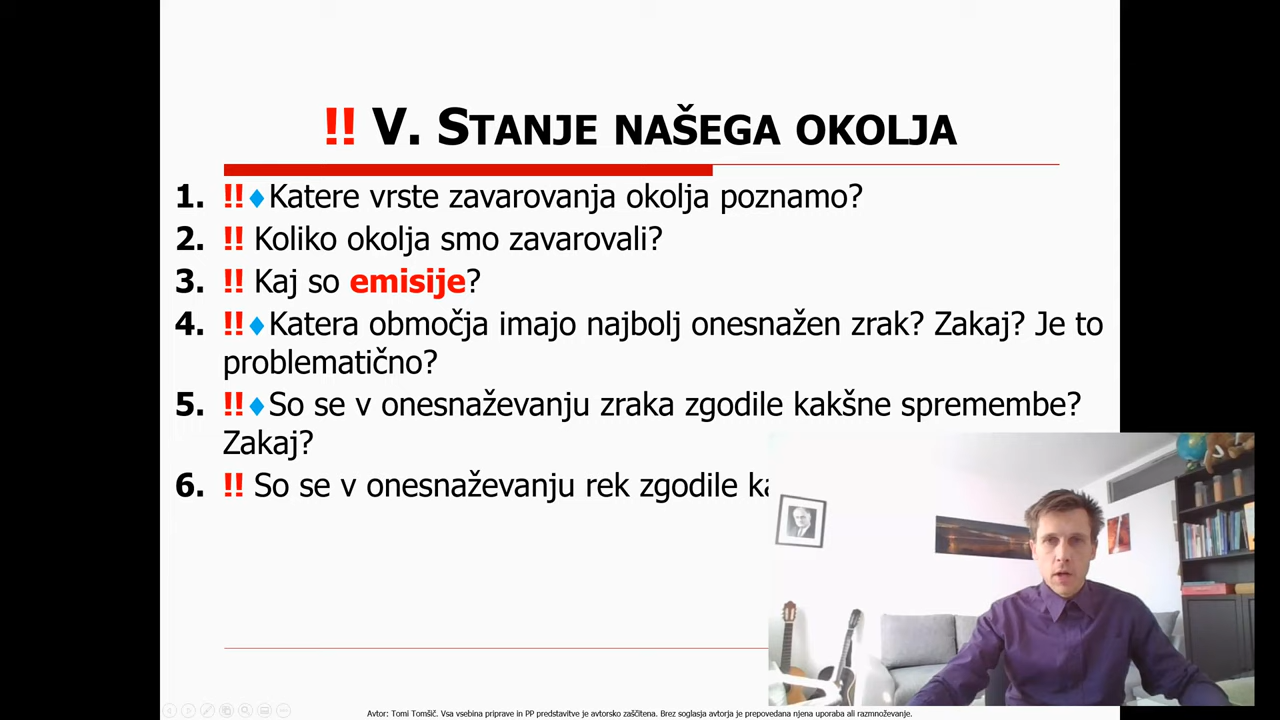 !! V. STANJE NAŠEGA OKOLJA
1. !!♦Katere vrste zavarovanja okolja poznamo?
2. !! Koliko okolja smo zavarovali?
3. !! Kaj so emisije?
4. !!♦Katera območja imajo najbolj onesnažen zrak? Zakaj? Je to
problematično?
5. !!♦So se v onesnaževanju zraka zgodile kakšne spremembe?
Zakaj?
6. !! So se v onesnaževanju rek zgodile
Avtor: Tomi Tomšič. Vsa vsebina priprave in PP predstavitve je avtorsko zaščitena. Brez soglasja avtorja je prepovedana njena uporaba ali razmnoževanje.